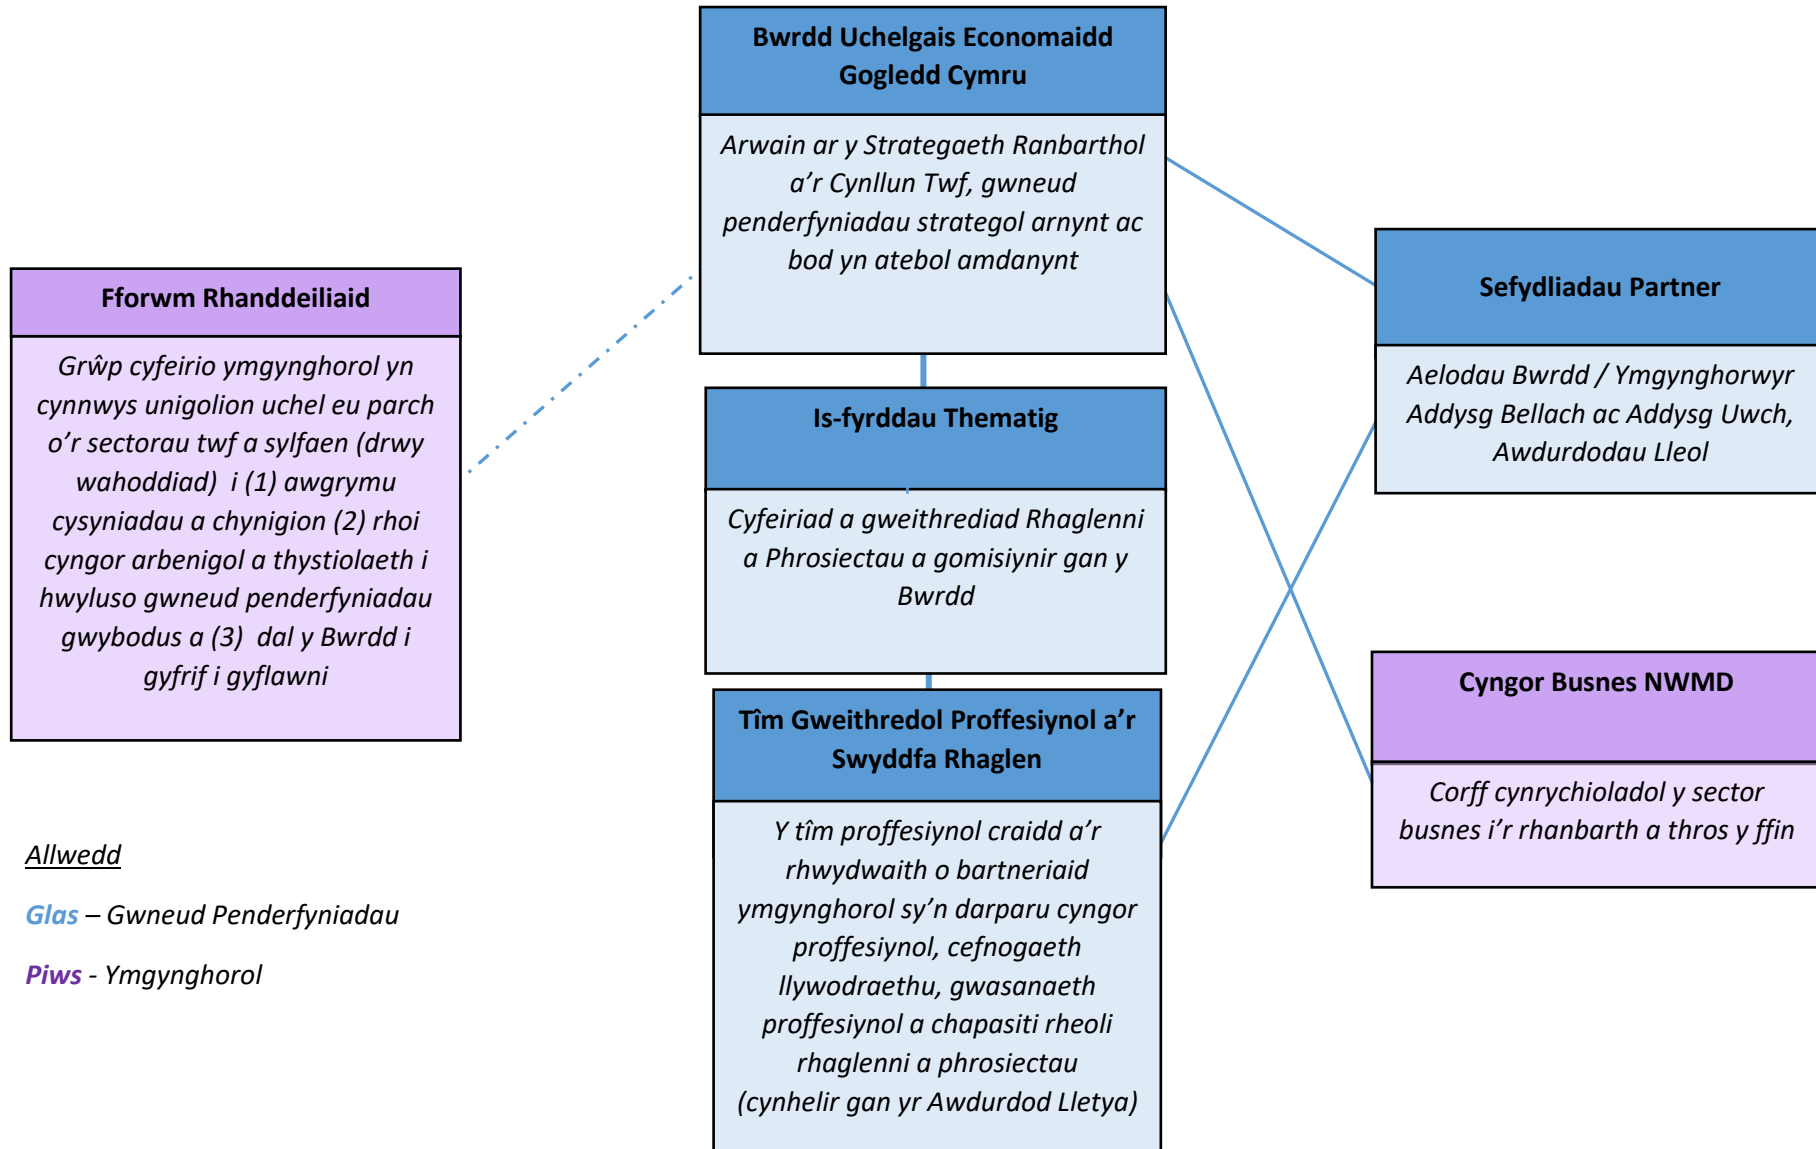 Bwrdd Uchelgais Economaidd
Gogledd Cymru
Arwain ar y Strategaeth Ranbarthol
a’r Cynllun Twf, gwneud
penderfyniadau strategol arnynt ac
bod yn atebol amdanynt
Fforwm Rhanddeiliaid
Grŵp cyfeirio ymgynghorol yn
cynnwys unigolion uchel eu parch
o’r sectorau twf a sylfaen (drwy
wahoddiad) i (1) awgrymu
cysyniadau a chynigion (2) rhoi
cyngor arbenigol a thystiolaeth i
hwyluso gwneud penderfyniadau
gwybodus a (3) dal y Bwrdd i
gyfrif i gyflawni
Is-fyrddau Thematig
Cyfeiriad a gweithrediad Rhaglenni
a Phrosiectau a gomisiynir gan y
Bwrdd
Tîm Gweithredol Proffesiynol a’r
Swyddfa Rhaglen
Y tîm proffesiynol craidd a’r
rhwydwaith o bartneriaid
ymgynghorol sy’n darparu cyngor
proffesiynol, cefnogaeth
llywodraethu, gwasanaeth
proffesiynol a chapasiti rheoli
rhaglenni a phrosiectau
(cynhelir gan yr Awdurdod Lletya)
Sefydliadau Partner
Aelodau Bwrdd / Ymgynghorwyr
Addysg Bellach ac Addysg Uwch,
Awdurdodau Lleol
Cyngor Busnes NWMD
Corff cynrychioladol y sector
busnes i’r rhanbarth a thros y ffin
Allwedd
Glas – Gwneud Penderfyniadau
Piws - Ymgynghorol